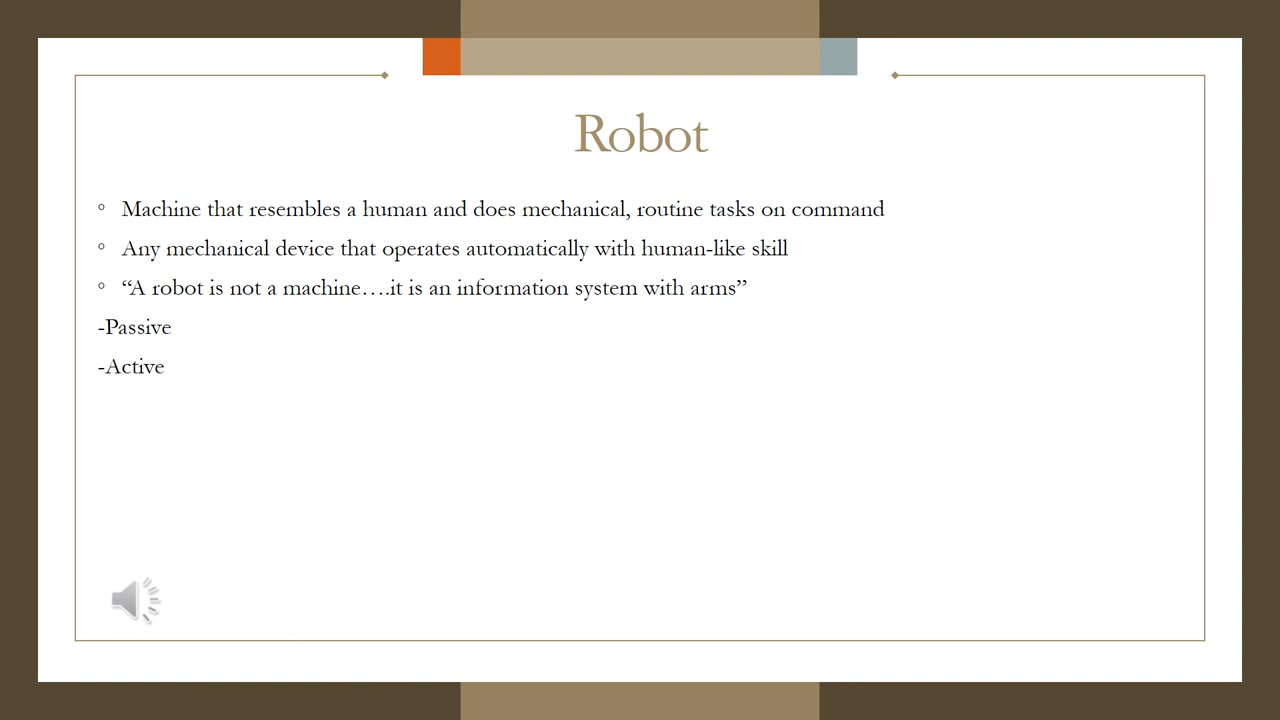 Robot
° Machine that resembles a human and does mechanical, routine tasks on command
° Any mechanical device that operates automatically with human-like skill
° “A robot is not a machine….it is an information system with arms”
-Passive
-Active